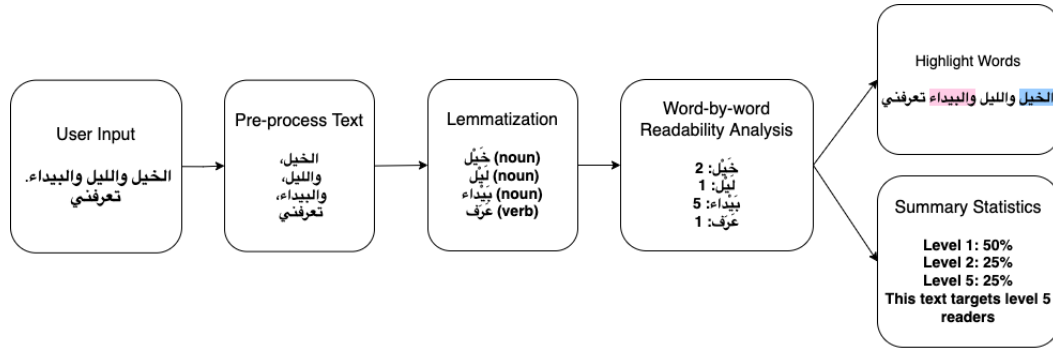 User Input
الخيل والليل والبيداء.
تعرفني
Pre-process Text
الخيل،
والليل،
والبيداء،
تعرفني
Lemmatization
خَيْل (noun)
لَيْل (noun)
بَيْداء (noun)
عَرَف (verb)
Word-by-word
Readability Analysis
خَيْل: 2
لَيْل: 1
بَيْداء: 5
عَرَف: 1
Highlight Words
الخيل والليل والبيداء تعرفني
Summary Statistics
Level 1: 50%
Level 2: 25%
Level 5: 25%
This text targets level 5
readers